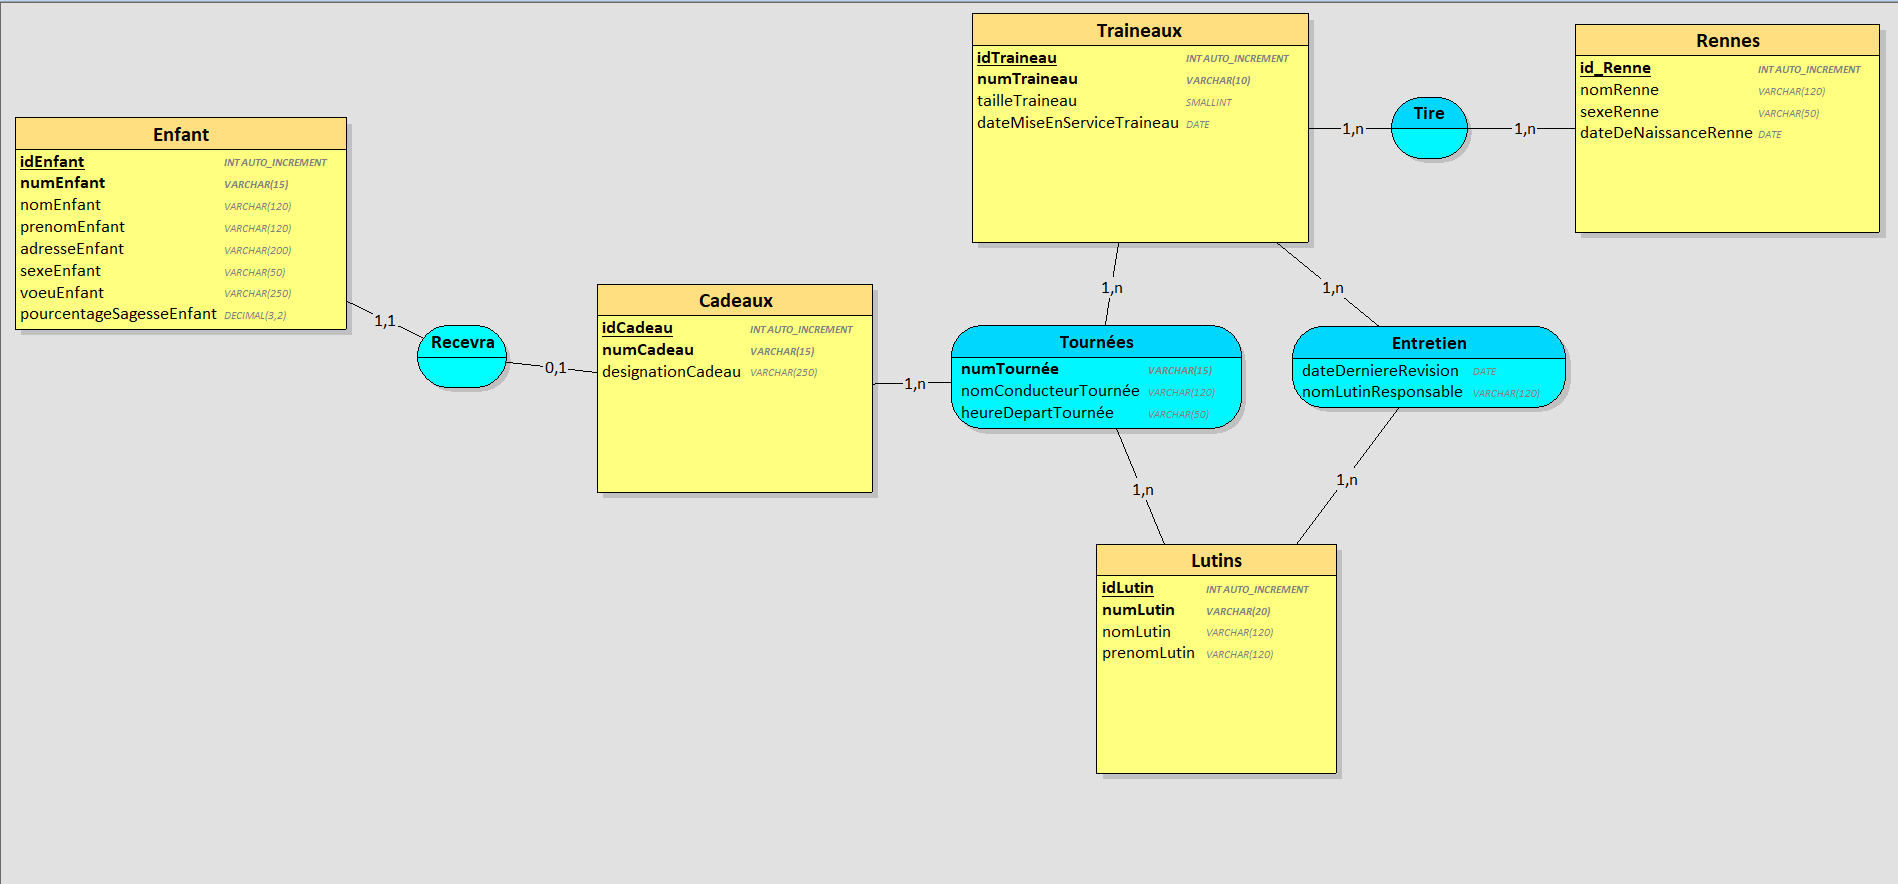 Enfant
idEnfant INT AUTO_INCREMENT
numEnfant VARCHAR(15)
nomEnfant VARCHAR(120)
prenomEnfant VARCHAR(120)
adresseEnfant VARCHAR(200)
sexeEnfant VARCHAR(50)
voeuEnfant VARCHAR(250)
pourcentageSagesseEnfant DECIMAL(3,2)
1,1
Recevra
0,1
Cadeaux
idCadeau INT AUTO_INCREMENT
numCadeau VARCHAR(15)
designationCadeau VARCHAR(250)
1,n
Traineaux
idTraineau INT AUTO_INCREMENT
numTraineau VARCHAR(10)
tailleTraineau SMALLINT
dateMiseEnServiceTraineau DATE
1,n
Tire
1,n
Rennes
id_Renne INT AUTO_INCREMENT
nomRenne VARCHAR(120)
sexeRenne VARCHAR(50)
dateDeNaissanceRenne DATE
1,n
1,n
Tournées
numTournée VARCHAR(15)
nomConducteurTournée VARCHAR(120)
heureDepartTournée VARCHAR(50)
Entretien
dateDerniereRevision DATE
nomLutinResponsable VARCHAR(120)
1,n
1,n
Lutins
idLutin INT AUTO_INCREMENT
numLutin VARCHAR(20)
nomLutin VARCHAR(120)
prenomLutin VARCHAR(120)